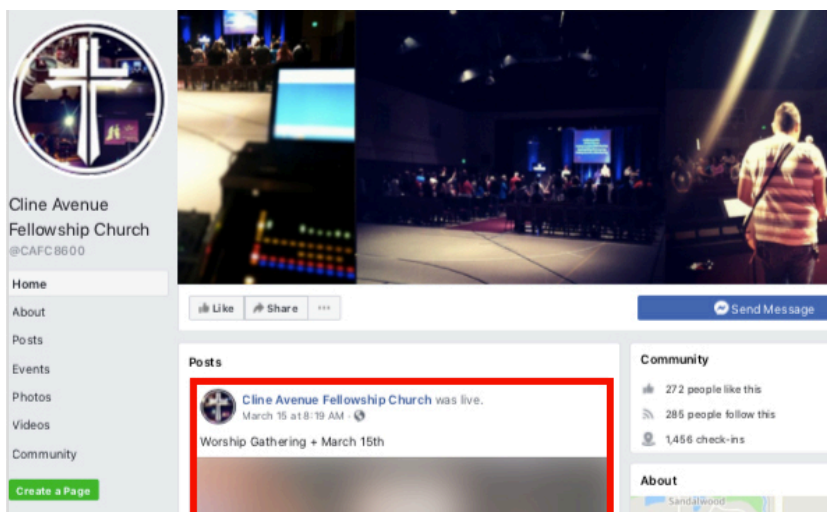 Cline Avenue
Fellowship Church
@CAFC8600
Home
About
Posts
Events
Photos
Videos
Community
Create a Page
Like
Share
Send Message
Posts
Cline Avenue Fellowship Church was live.
March 15 at 8:19 AM ·
Worship Gathering + March 15th
Community
272 people like this
285 people follow this
1,456 check-ins
About
Sandalwood